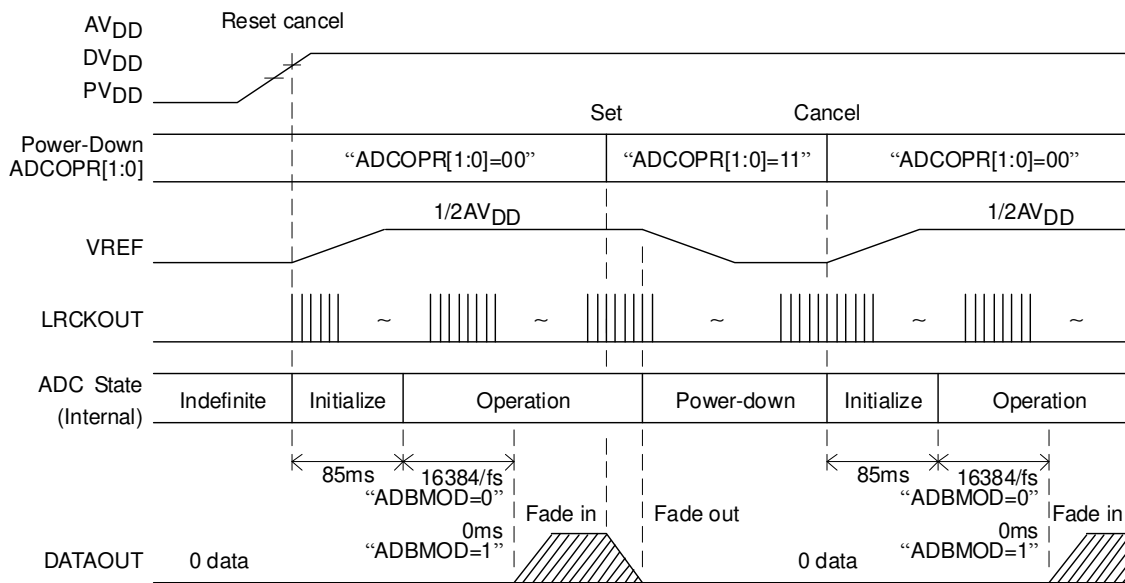 AVDD
Reset cancel
DVDD
PVDD
Set
Cancel
Power-Down
ADCOPR[1:0]
“ADCOPR[1:0]=00”
“ADCOPR[1:0]=11”
“ADCOPR[1:0]=00”
1/2AVDD
1/2AVDD
VREF
LRCKOUT
~
~
~
~
~
ADC State
(Internal)
Indefinite
Initialize
Operation
Power-down
Initialize
Operation
85ms
16384/fs
“ADBMOD=0”
85ms
16384/fs
“ADBMOD=0”
0ms
“ADBMOD=1”
Fade in
Fade out
0ms
“ADBMOD=1”
Fade in
DATAOUT
0 data
0 data